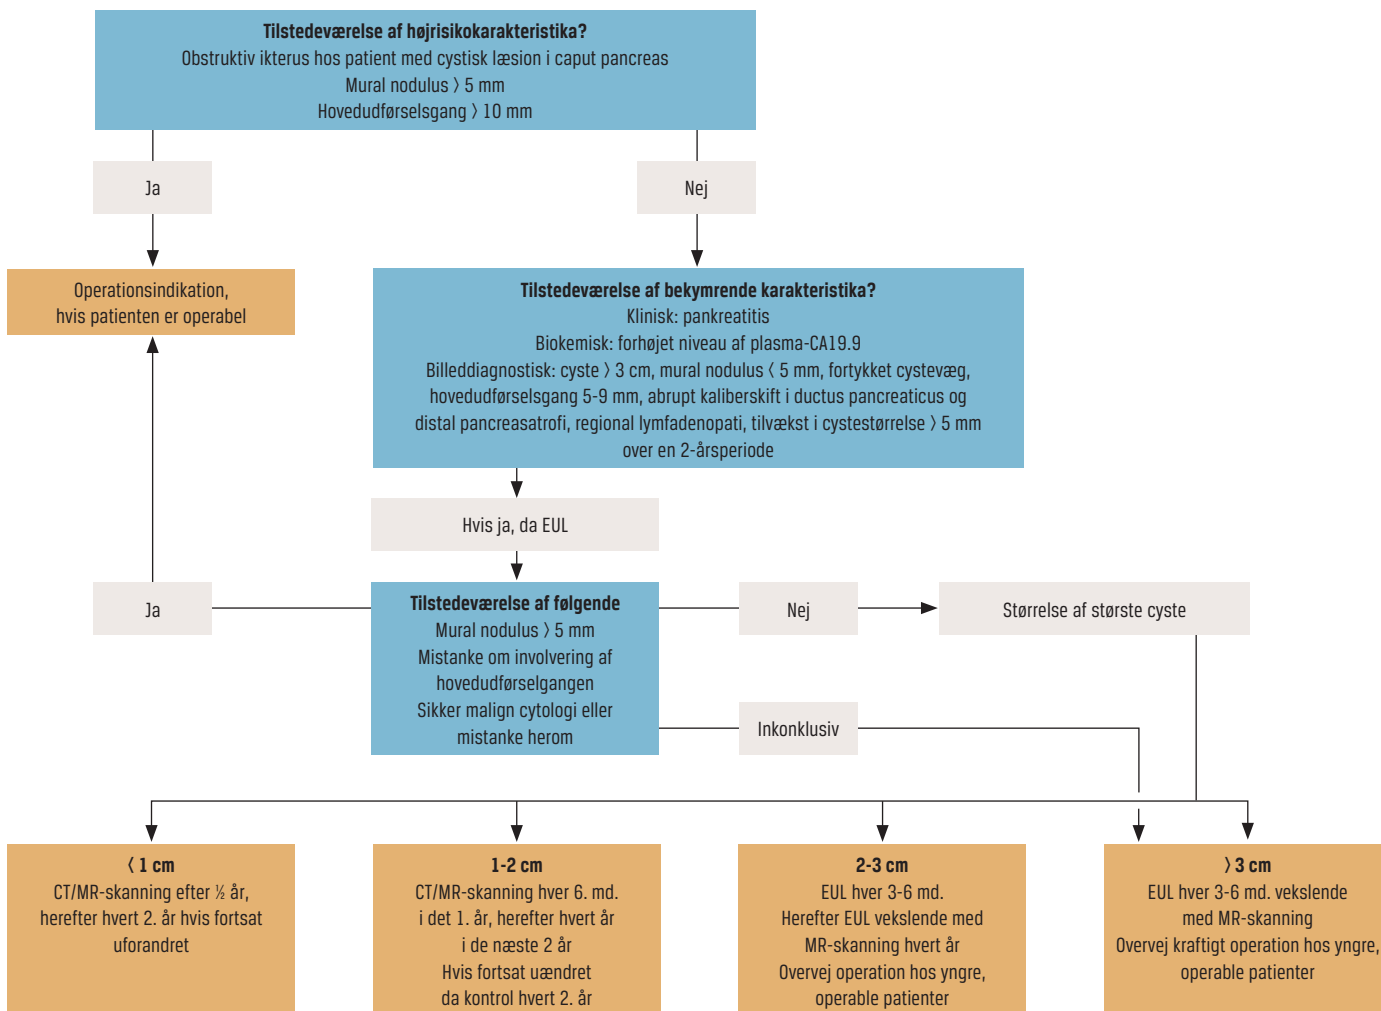 Tilstedeværelse af højrisikokarakteristika?
Obstruktiv ikterus hos patient med cystisk læsion i caput pancreas
Mural nodulus > 5 mm
Hovedudførselsgang > 10 mm
Ja
Nej
Operationsindikation,
hvis patienten er operabel
Tilstedeværelse af bekymrende karakteristika?
Klinisk: pankreatitis
Biokemisk: forhøjet niveau af plasma-CA19.9
Billeddiagnostisk: cyste > 3 cm, mural nodulus < 5 mm, fortykket cystevæg,
hovedudførselsgang 5-9 mm, abrupt kaliberskift i ductus pancreaticus og
distal pancreasatrofi, regional lymfadenopati, tilvækst i cystestørrelse > 5 mm
over en 2-årsperiode
Hvis ja, da EUL
Ja
Tilstedeværelse af følgende
Mural nodulus > 5 mm
Mistanke om involvering af
hovedudførselgangen
Sikker malign cytologi eller
mistanke herom
Nej
Størrelse af største cyste
Inkonklusiv
< 1 cm
CT/MR-skanning efter ½ år,
herefter hvert 2. år hvis fortsat
uforandret
1-2 cm
CT/MR-skanning hver 6. md.
i det 1. år, herefter hvert år
i de næste 2 år
Hvis fortsat uændret
da kontrol hvert 2. år
2-3 cm
EUL hver 3-6 md.
Herefter EUL vekslende med
MR-skanning hvert år
Overvej operation hos yngre,
operable patienter
> 3 cm
EUL hver 3-6 md. vekslende
med MR-skanning
Overvej kraftigt operation hos yngre,
operable patienter